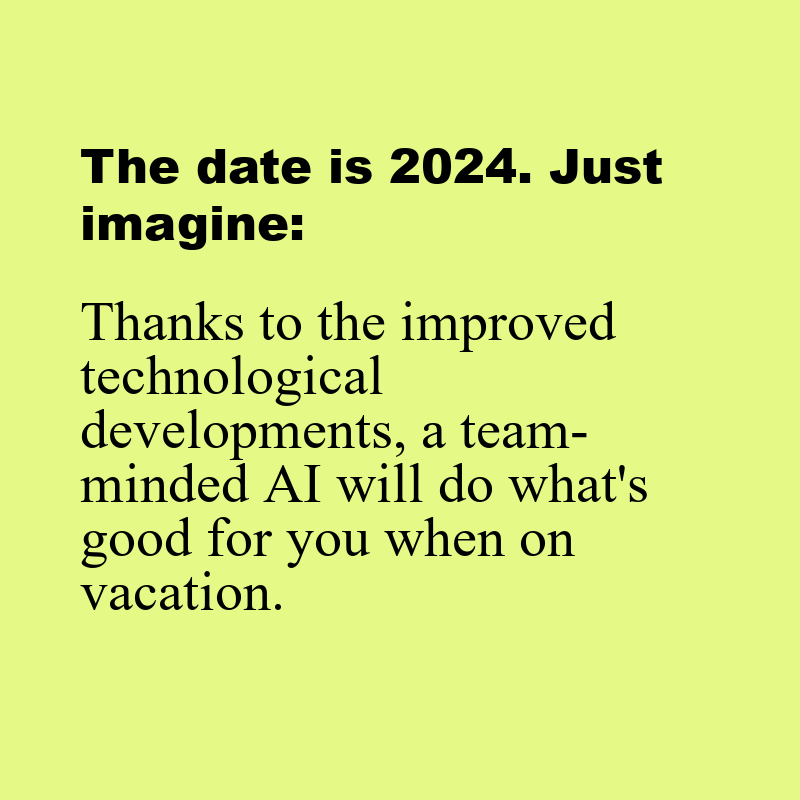 The date is 2024. Just
imagine:
Thanks to the improved
technological
developments, a team-
minded AI will do what's
good for you when on
vacation.